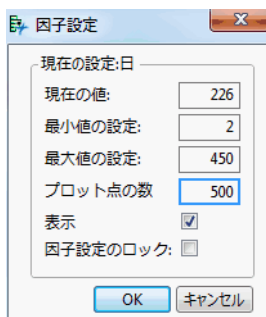 因子設定
現在の設定:日
現在の値: 226
最小値の設定: 2
最大値の設定: 450
プロット点の数 500
表示
因子設定のロック:
OK キャンセル